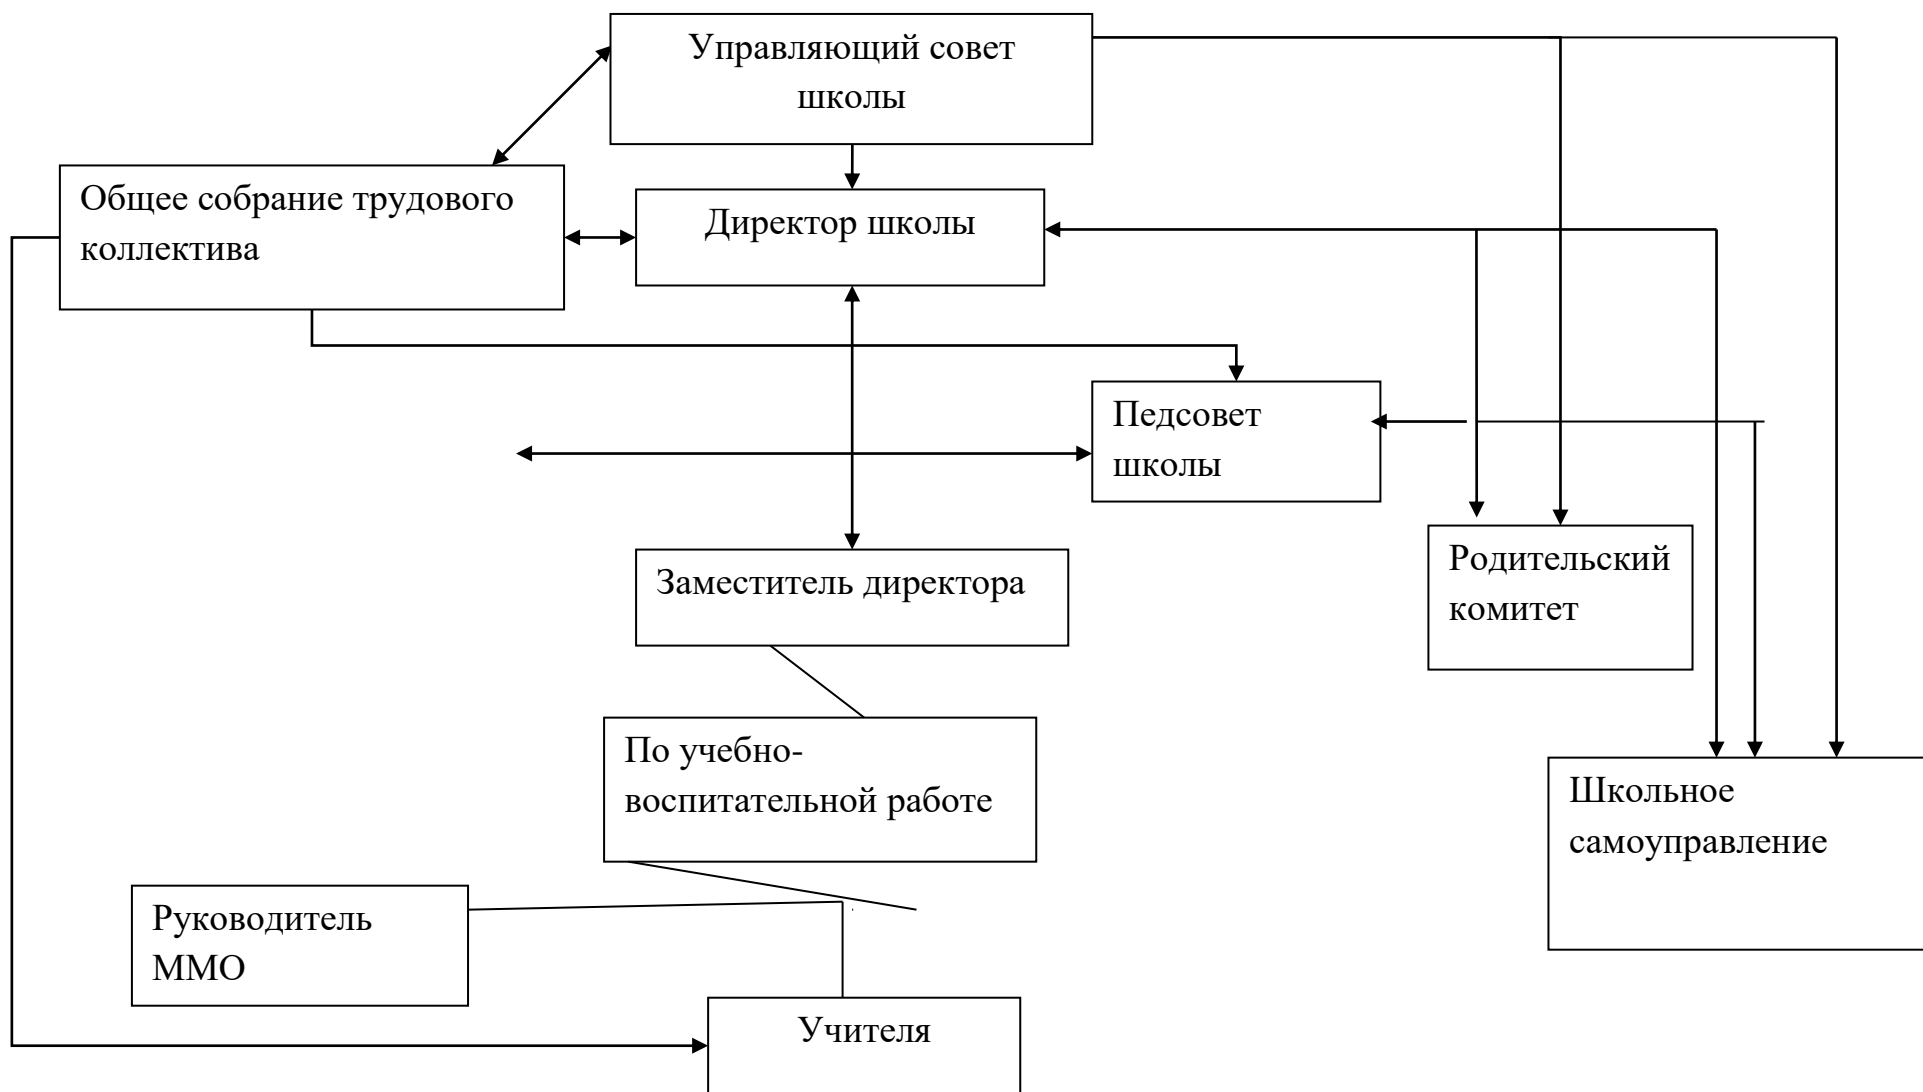 Управляющий совет
школы
Общее собрание трудового
коллектива
Директор школы
Педсовет
школы
Заместитель директора
Родительский
комитет
По учебно-
воспитательной работе
Школьное
самоуправление
Руководитель
ММО
Учителя